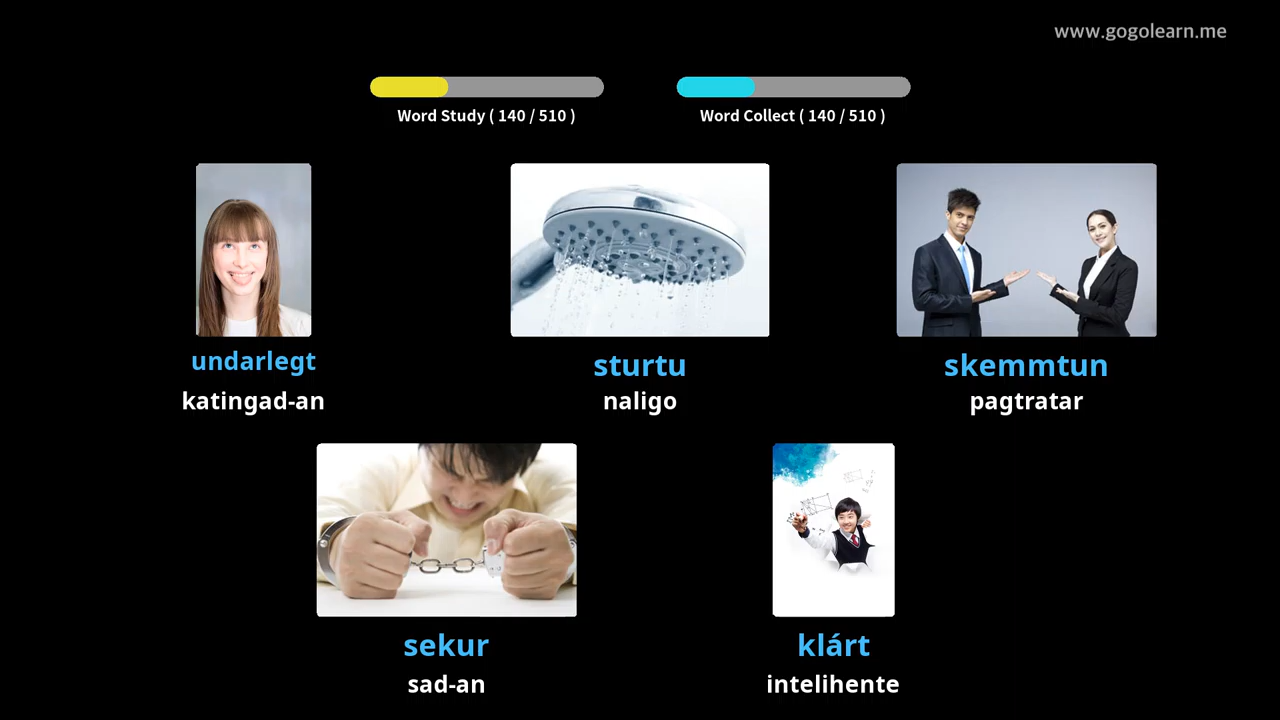 www.gogolearn.me
Word Study ( 140 / 510 )
Word Collect ( 140 / 510 )
undarlegt
katingad-an
sturtu
naligo
skemmtun
pagtratar
sekur
sad-an
klárt
intelihente